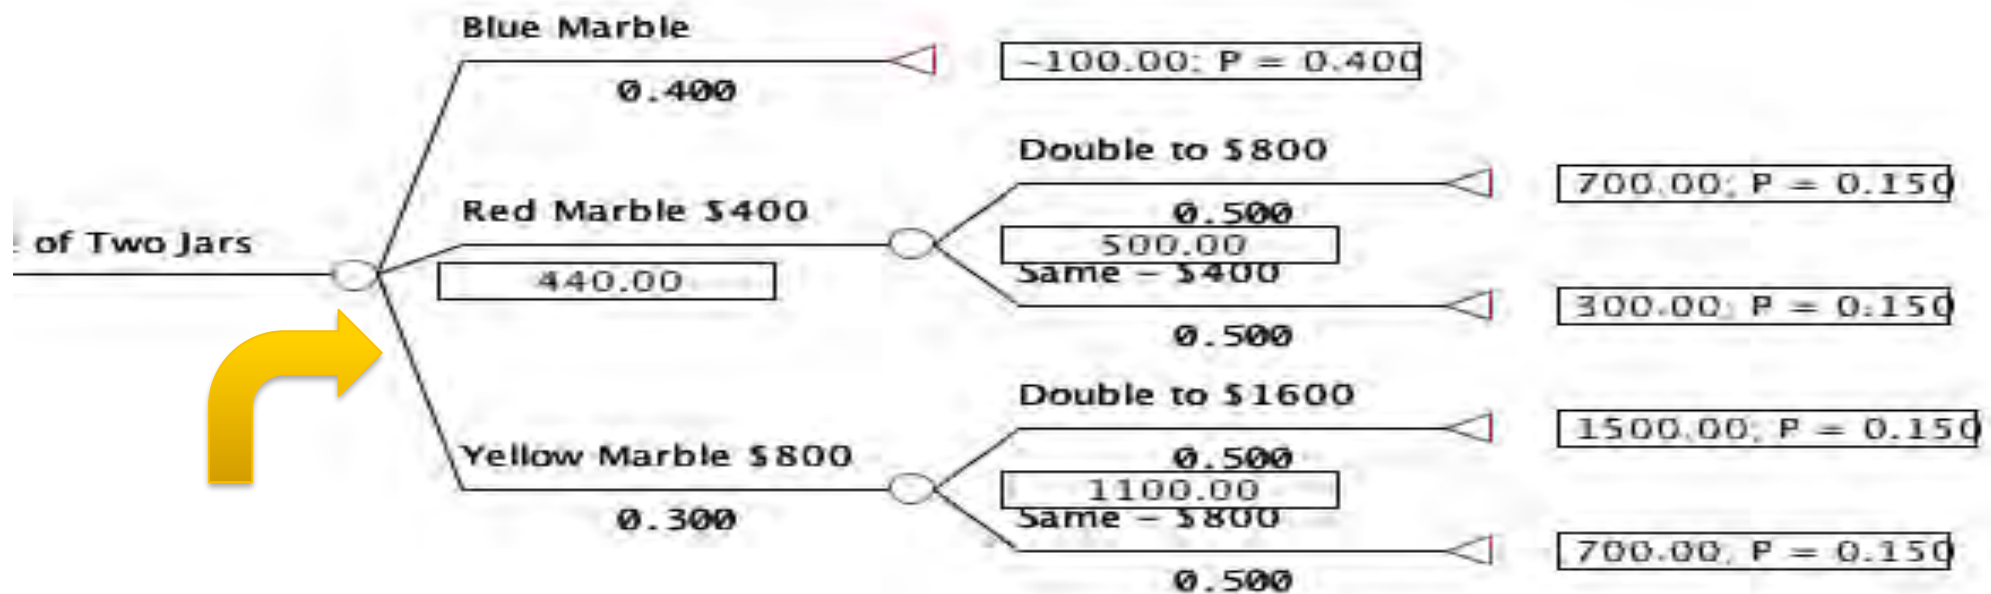 Blue Marble
-100.00; P = 0.400
0.400
Double to $800
700.00; P = 0.150
Red Marble $400
0.500
of Two Jars
500.00
440.00
Same - $400
300.00; P = 0.150
0.500
Double to $1600
1500.00; P = 0.150
Yellow Marble $800
0.500
1100.00
0.300
Same - $800
700.00; P = 0.150
0.500